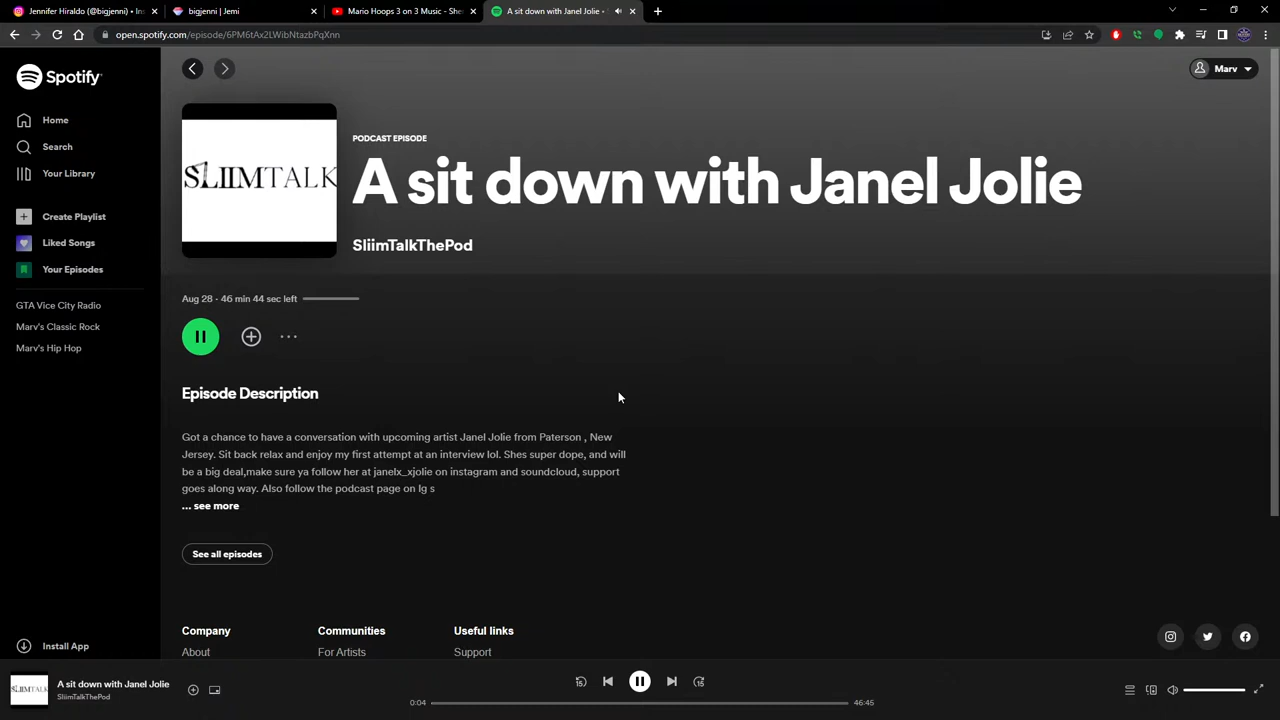 Jennifer Hiraldo (@bigjenni) • Ins
bigjenni | Jemi
Mario Hoops 3 on 3 Music - She
A sit down with Janel Jolie •
open.spotify.com/episode/6PM6tAx2LWibNtazbPqXnn
Spotify
Home
Search
Your Library
Create Playlist
Liked Songs
Your Episodes
GTA Vice City Radio
Marv's Classic Rock
Marv's Hip Hop
Install App
Marv
SLIIMTALK
PODCAST EPISODE
A sit down with Janel Jolie
SliimTalkThePod
Aug 28 · 46 min 44 sec left
Episode Description
Got a chance to have a conversation with upcoming artist Janel Jolie from Paterson , New
Jersey. Sit back relax and enjoy my first attempt at an interview lol. Shes super dope, and will
be a big deal,make sure ya follow her at janelx_xjolie on instagram and soundcloud, support
goes along way. Also follow the podcast page on Ig s
... see more
See all episodes
Company
Communities
Useful links
About
For Artists
Support
SLIIMTALK
A sit down with Janel Jolie
SliimTalkThePod
15
15
0:04
46:45